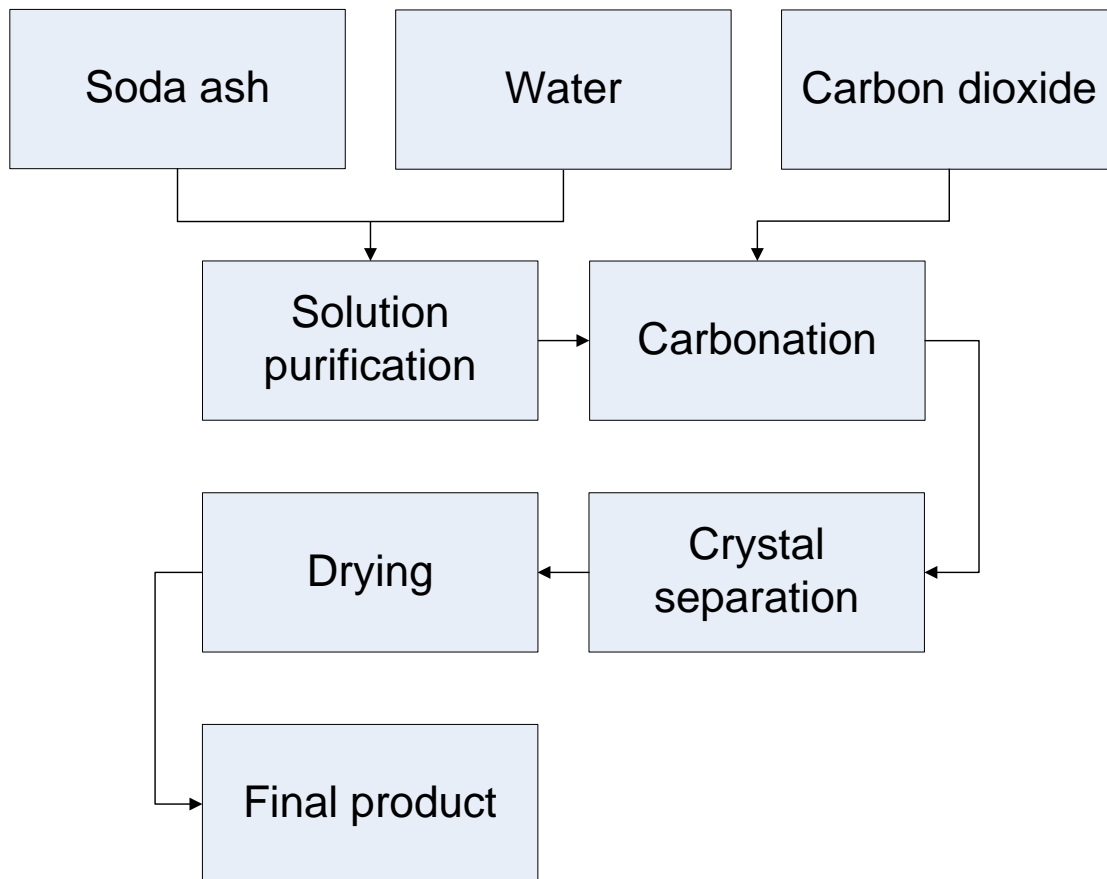 Soda ash
Water
Carbon dioxide
Solution
purification
Carbonation
Drying
Crystal
separation
Final product